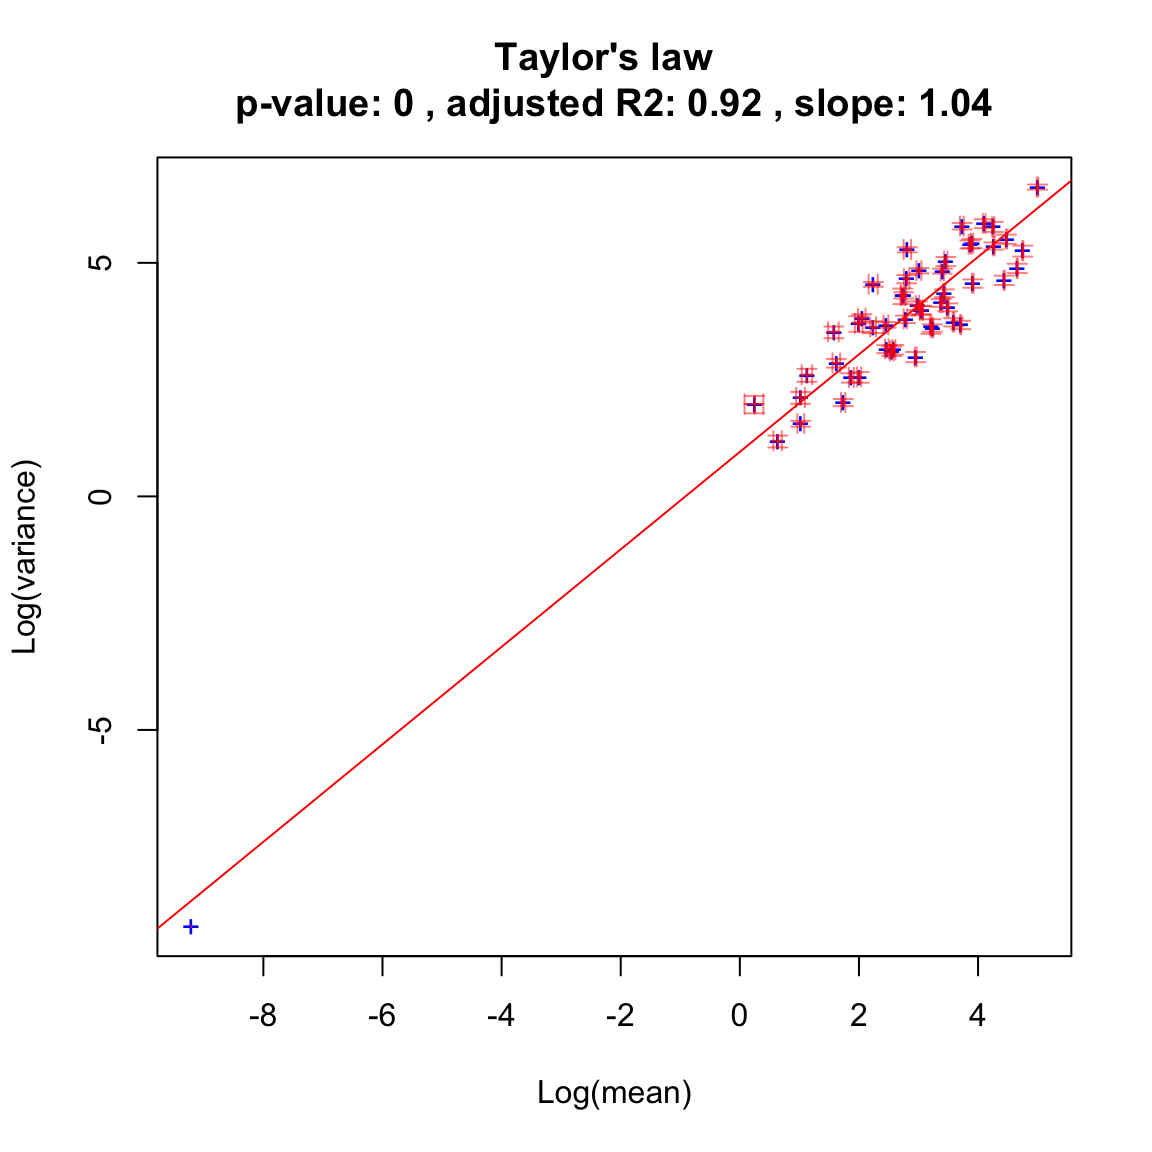 Taylor's law
p-value: 0 , adjusted R2: 0.92 , slope: 1.04
5
0
-5
Log(variance)
-8 -6 -4 -2 0 2 4
Log(mean)